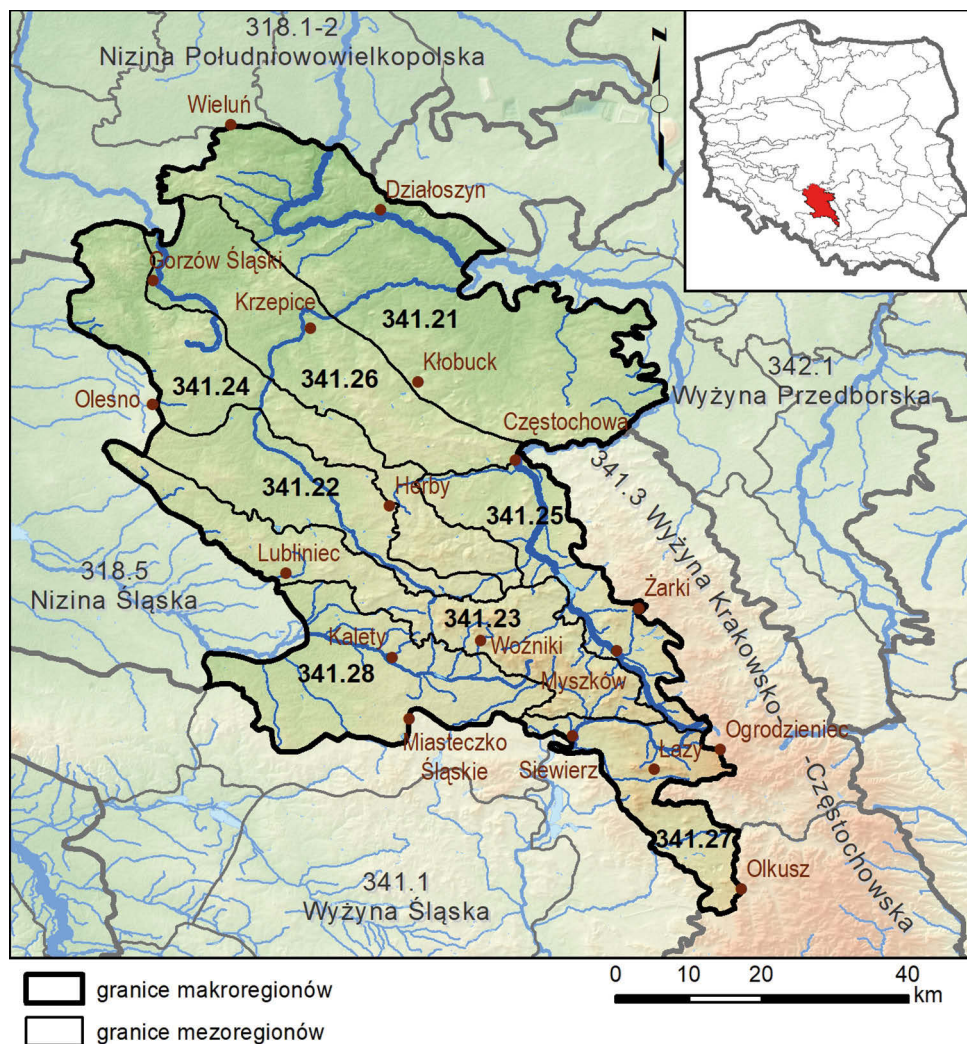 318.1-2
Nizina Południowowielkopolska
z
Wieluń
Działoszyn
Gorzów Śląski
Krzepice
341.21
Kłobuck
341.26
341.24
Olesno
342.1
Wyżyna Przedborska
Częstochowa
341.3 Wyżyna Krakowsko-
-Częstochowska
341.22
Herby
341.25
Lubliniec
318.5
Nizina Śląska
Żarki
341.23
Woźniki
Kalety
341.28
Myszków
Miasteczko
Śląskie
Siewierz
Ogrodzieniec
Łazy
341.27
Olkusz
341.1
Wyżyna Śląska
granice makroregionów
granice mezoregionów
0 10 20 40
km